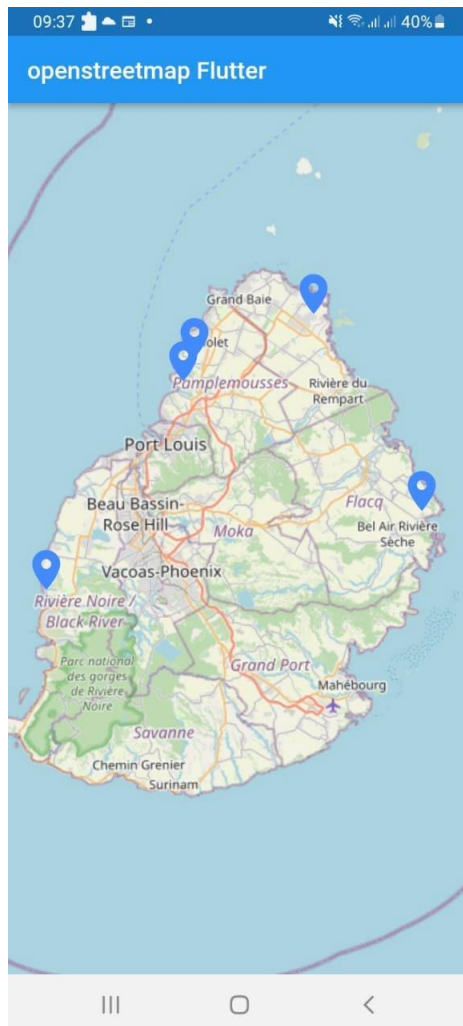 09:37
40%
openstreetmap Flutter
Grand Baie
olet
Pamplemousses
Rivière du
Rempart
Port Louis
Beau Bassin-
Rose Hill
Moka
Flacq
Bel Air Rivière
Sèche
Vacoas-Phoenix
Rivière Noire /
Black River
Parc national
des gorges
de Rivière
Noire
Grand Port
Mahébourg
Savanne
Chemin Grenier
Surinam